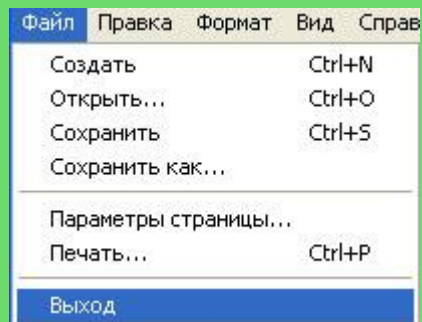 Файл Правка Формат Вид Справ
Создать Ctrl+N
Открыть... Ctrl+O
Сохранить Ctrl+S
Сохранить как...
Параметры страницы...
Печать... Ctrl+P
Выход